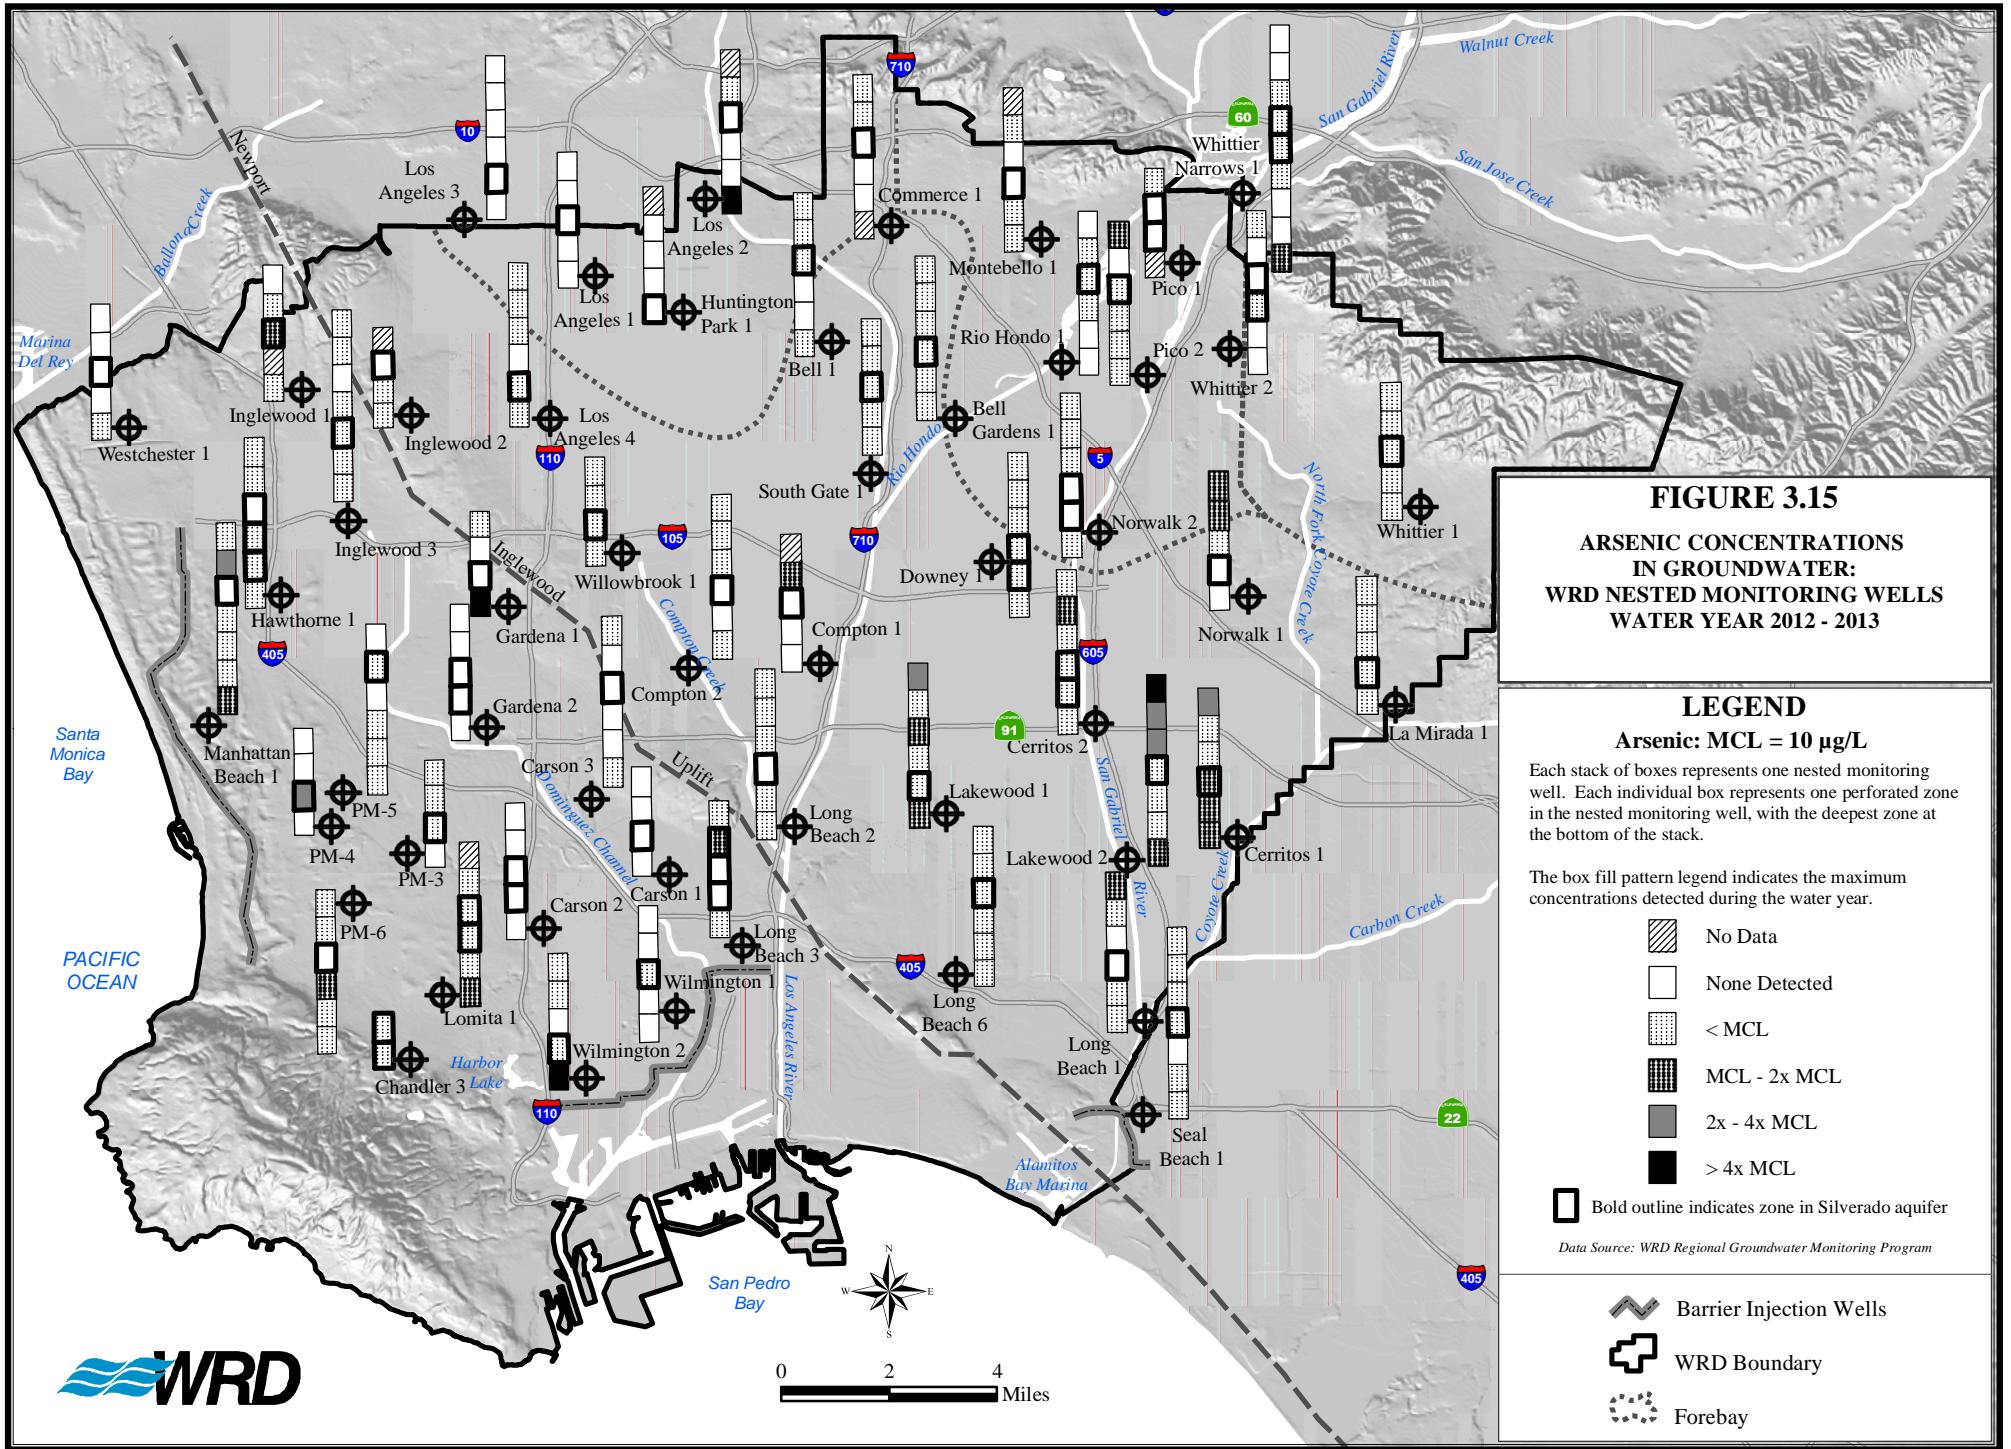 710
10
60
Walnut Creek
San Gabriel River
San Jose Creek
Newport
Ballona Creek
Los
Angeles 3
Los
Angeles 2
Commerce 1
Whittier
Narrows 1
Montebello 1
Pico 1
Los
Angeles 1
Huntington
Park 1
Bell 1
Rio Hondo 1
Pico 2
Whittier 2
Marina
Del Rey
Westchester 1
Inglewood 1
Inglewood 2
Los
Angeles 4
110
South Gate 1
Rio Hondo
Bell
Gardens 1
5
Norwalk 2
North Fork Coyote Creek
Whittier 1
Inglewood 3
Inglewood
Willowbrook 1
105
710
Downey 1
Norwalk 1
Hawthorne 1
405
Gardena 1
Compton Creek
Compton 1
Compton 2
605
Gardena 2
Carson 3
Uplift
91
Cerritos 2
La Mirada 1
Santa
Monica
Bay
Manhattan
Beach 1
PM-5
PM-4
PM-3
Dominguez Channel
Long
Beach 2
Lakewood 1
San Gabriel
River
Lakewood 2
Cerritos 1
Coyote Creek
Carbon Creek
Carson 1
Carson 2
PM-6
Long
Beach 3
405
Long
Beach 6
PACIFIC
OCEAN
Lomita 1
Wilmington 1
Los Angeles River
Chandler 3
Harbor
Lake
Wilmington 2
110
Long
Beach 1
Seal
Beach 1
22
Alamitos
Bay Marina
405
San Pedro
Bay
N
W
E
S
0 2 4
Miles
WRD
FIGURE 3.15
ARSENIC CONCENTRATIONS
IN GROUNDWATER:
WRD NESTED MONITORING WELLS
WATER YEAR 2012 - 2013
LEGEND
Arsenic: MCL = 10 µg/L
Each stack of boxes represents one nested monitoring
well. Each individual box represents one perforated zone
in the nested monitoring well, with the deepest zone at
the bottom of the stack.
The box fill pattern legend indicates the maximum
concentrations detected during the water year.
No Data
None Detected
< MCL
MCL - 2x MCL
2x - 4x MCL
> 4x MCL
Bold outline indicates zone in Silverado aquifer
Data Source: WRD Regional Groundwater Monitoring Program
Barrier Injection Wells
WRD Boundary
Forebay